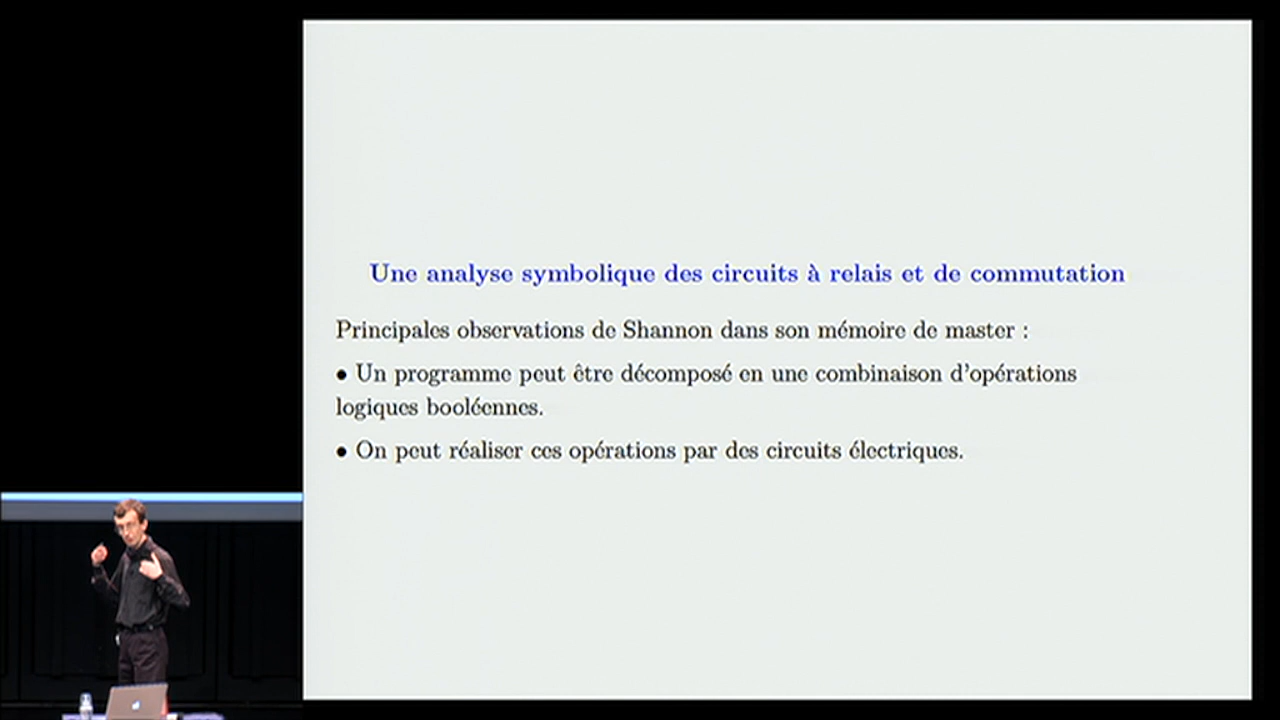 Une analyse symbolique des circuits à relais et de commutation
Principales observations de Shannon dans son mémoire de master :
• Un programme peut être décomposé en une combinaison d'opérations
logiques booléennes.
• On peut réaliser ces opérations par des circuits électriques.